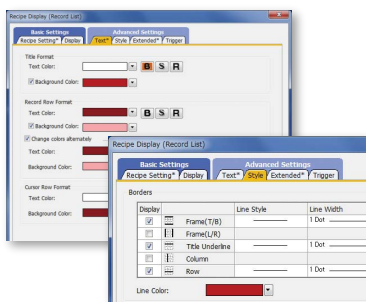 Recipe Display (Record List)
Basic Settings Advanced Settings
Recipe Setting* Display Text* Style Extended* Trigger
Title Format
Text Color: B S R
Background Color:
Record Row Format
Text Color: B S R
Background Color:
Change colors alternately
Text Color:
Background Color:
Cursor Row Format
Text Color:
Background Color:
Recipe Display (Record List)
Basic Settings Advanced Settings
Recipe Setting* Display Text* Style Extended* Trigger
Borders
Display Line Style Line Width
Frame(T/B) 1 Dot
Frame(L/R)
Title Underline 1 Dot
Column
Row 1 Dot
Line Color: